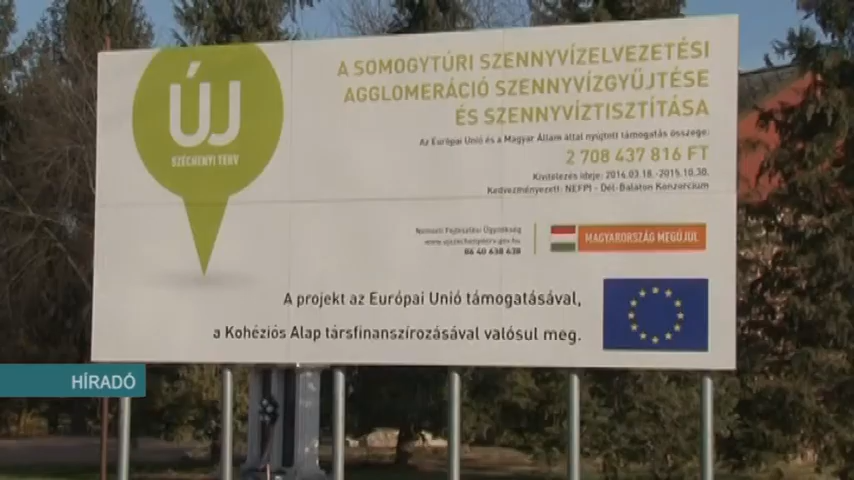 ÚJ
SZÉCHENYI TERV
A SOMOGYTÚRI SZENNYVÍZELVEZETÉSI
AGGLOMERÁCIÓ SZENNYVÍZGYŰJTÉSE
ÉS SZENNYVÍZTISZTÍTÁSA
Az Európai Unió és a Magyar Állam által nyújtott támogatás összege:
2 708 437 816 FT
Kivitelezés ideje: 2014.03.18.-2015.10.30.
Kedvezményezett: NEFPI - Dél-Balaton Konzorcium
Nemzeti Fejlesztési Ügynökség
www.ujszechenyiterv.gov.hu
06 40 638 638
MAGYARORSZÁG MEGÚJUL
A projekt az Európai Unió támogatásával,
a Kohéziós Alap társfinanszírozásával valósul meg.
HÍRADÓ